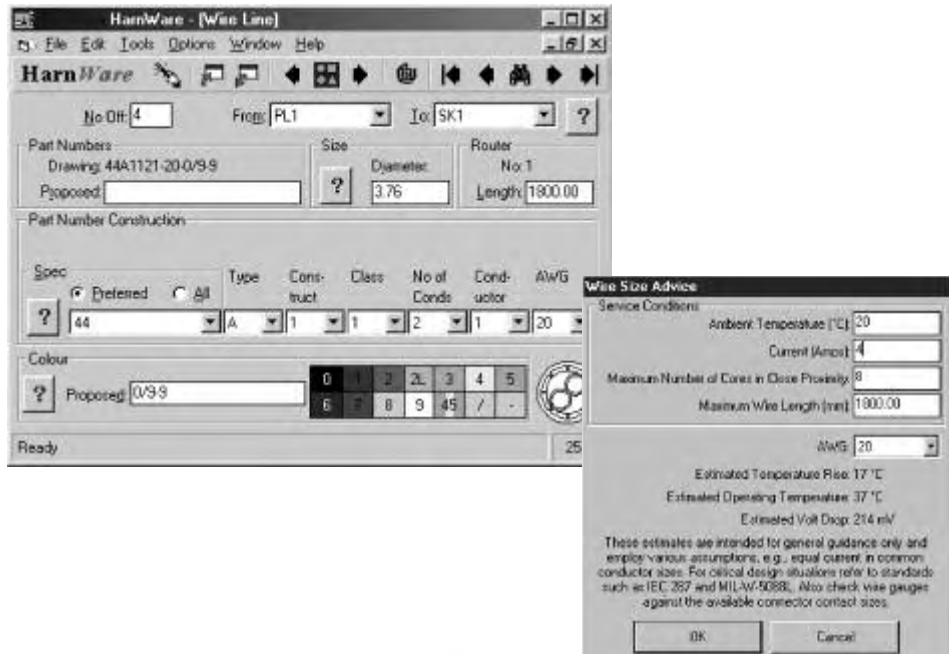 HarnWare - [Wire Line]
File Edit Tools Options Window Help
HarnWare
No Off: 4 From: PL1 To: SK1 ?
Part Numbers Size Router
Drawing: 44A1121-20-0/9-9 Diameter: No: 1
Proposed: ? 3.76 Length: 1800.00
Part Number Construction
Spec Type Cons- Class No of Cond- AWG
Preferred All truct Conds uctor
? 44 A 1 1 2 1 20
Colour
? Proposed: 0/9-9
0 1 2 2L 3 4 5
6 7 8 9 45 / -
Ready 25
Wire Size Advice
Service Conditions
Ambient Temperature (°C): 20
Current (Amps): 4
Maximum Number of Cores in Close Proximity: 8
Maximum Wire Length (mm): 1800.00
AWG: 20
Estimated Temperature Rise: 17 °C
Estimated Operating Temperature: 37 °C
Estimated Volt Drop: 214 mV
These estimates are intended for general guidance only and
employ various assumptions, e.g., equal current in common
conductor sizes. For critical design situations refer to standards
such as IEC 287 and MIL-W-5088L. Also check wire gauges
against the available connector contact sizes.
OK Cancel